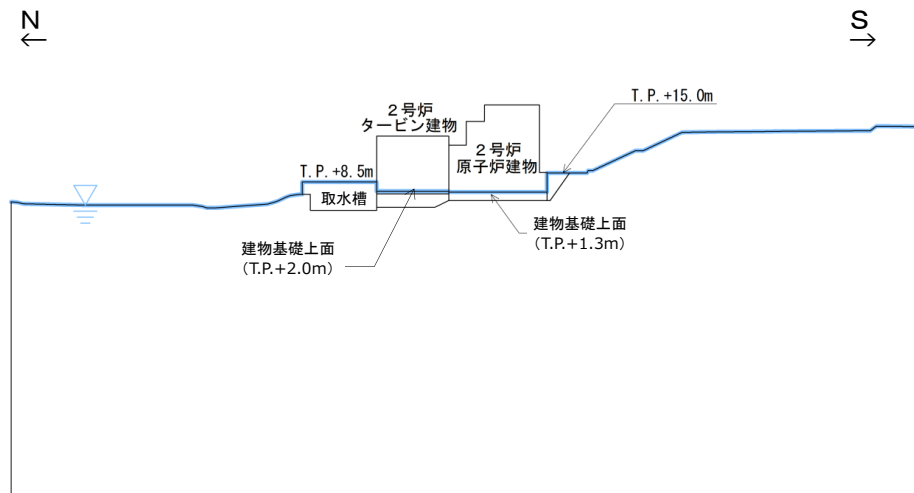 N
S
T.P.+15.0m
２号炉
タービン建物
２号炉
原子炉建物
T.P.+8.5m
取水槽
建物基礎上面
（T.P.+2.0m）
建物基礎上面
（T.P.+1.3m）